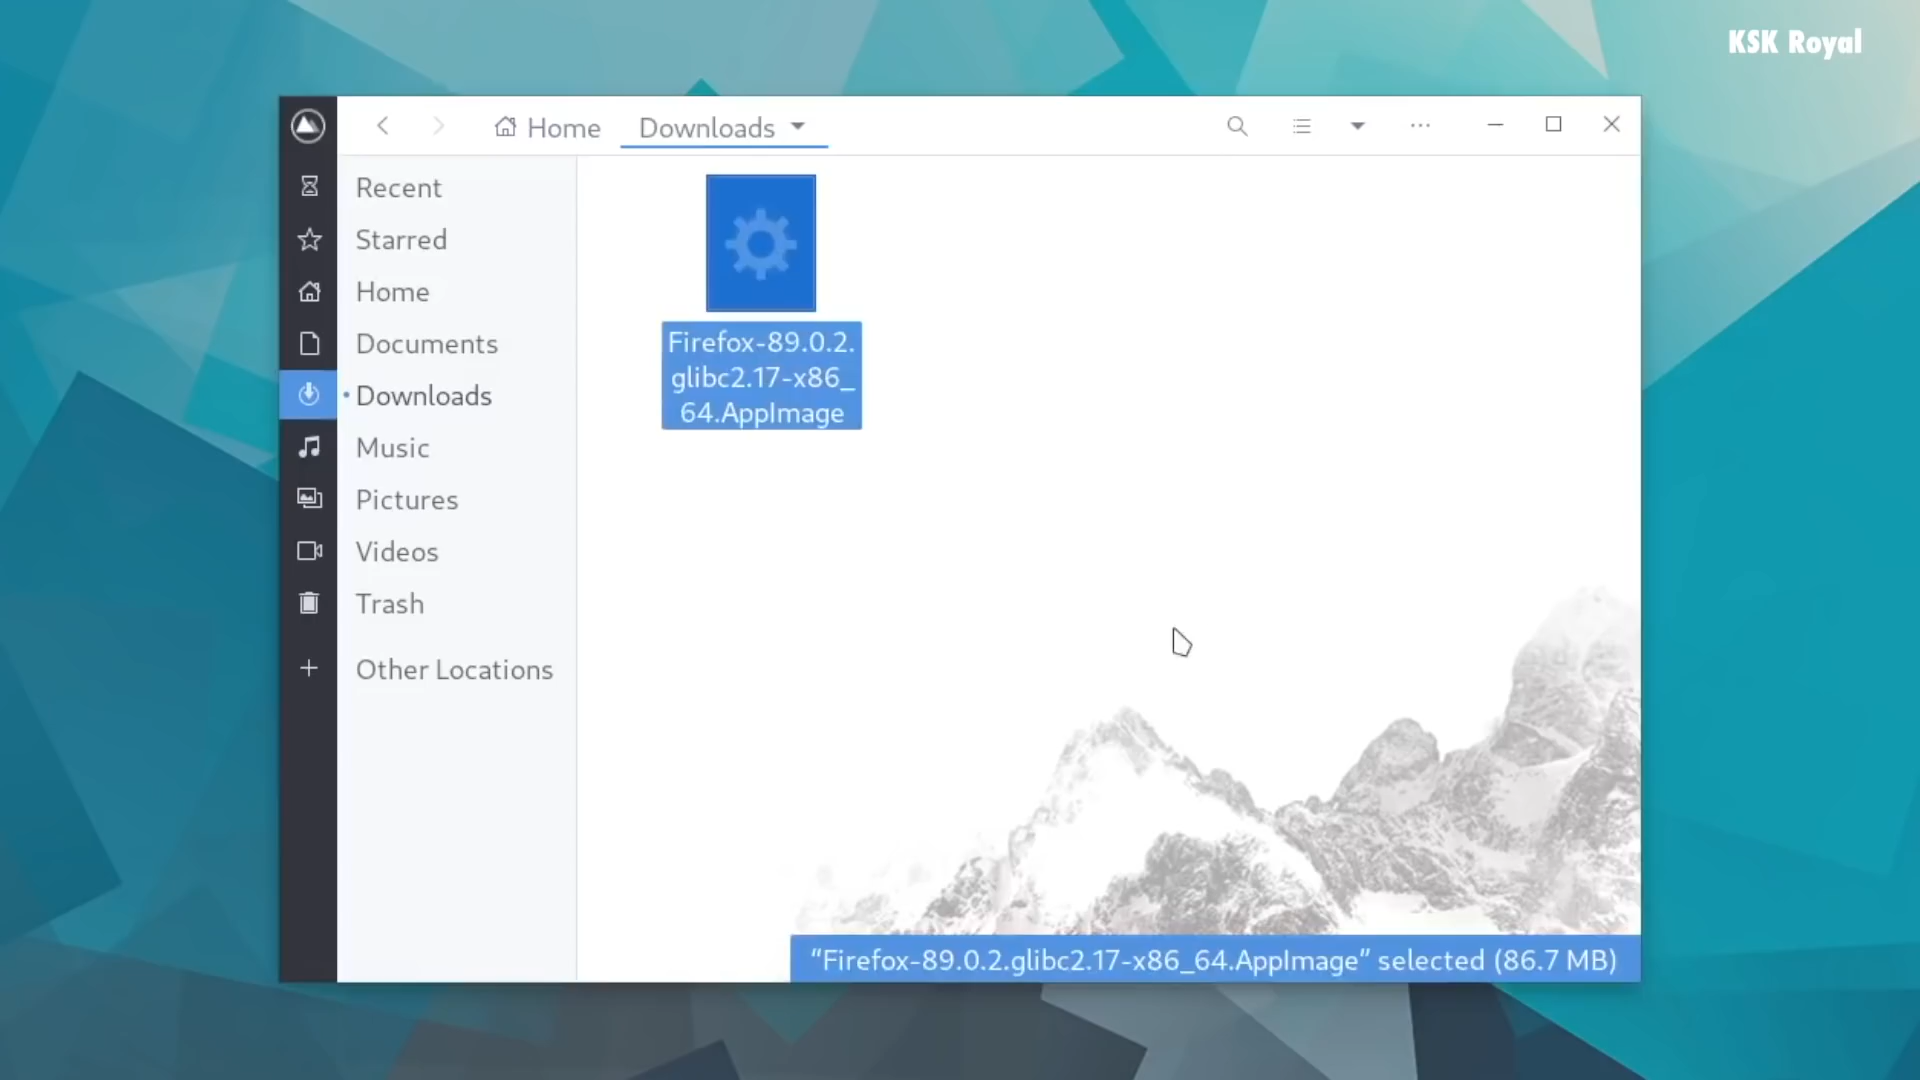 KSK Royal
Home
Downloads
Recent
Starred
Home
Documents
Downloads
Music
Pictures
Videos
Trash
Other Locations
Firefox-89.0.2.
glibc2.17-x86_
64.AppImage
“Firefox-89.0.2.glibc2.17-x86_64.AppImage” selected (86.7 MB)